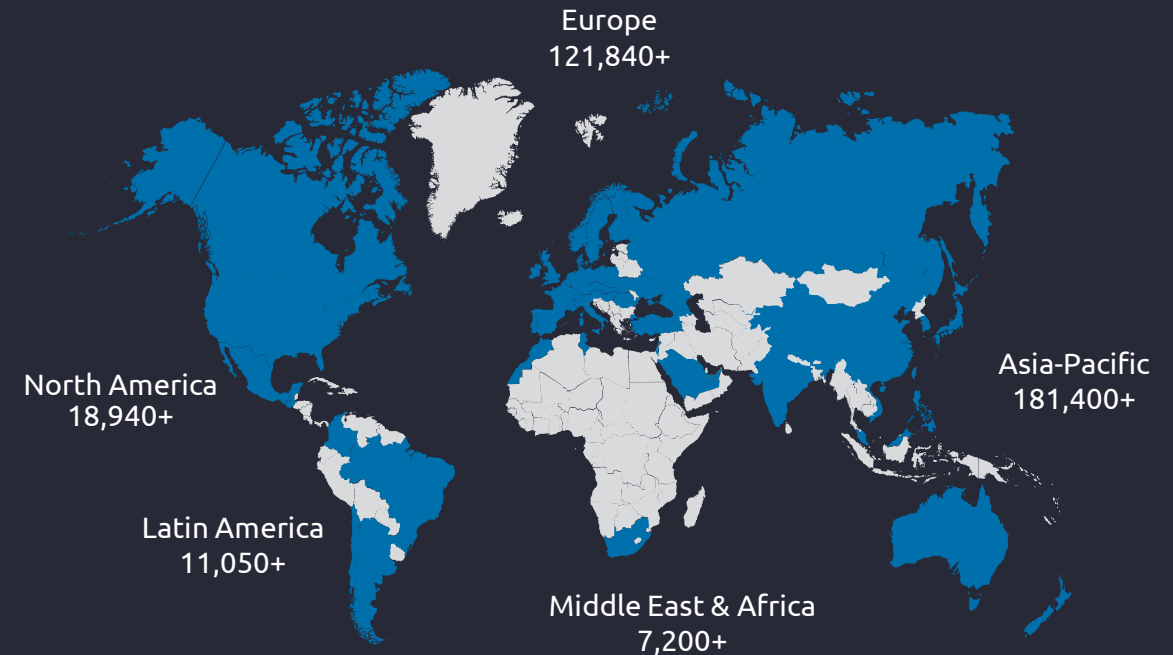 Europe
121,840+
North America
18,940+
Asia-Pacific
181,400+
Latin America
11,050+
Middle East & Africa
7,200+